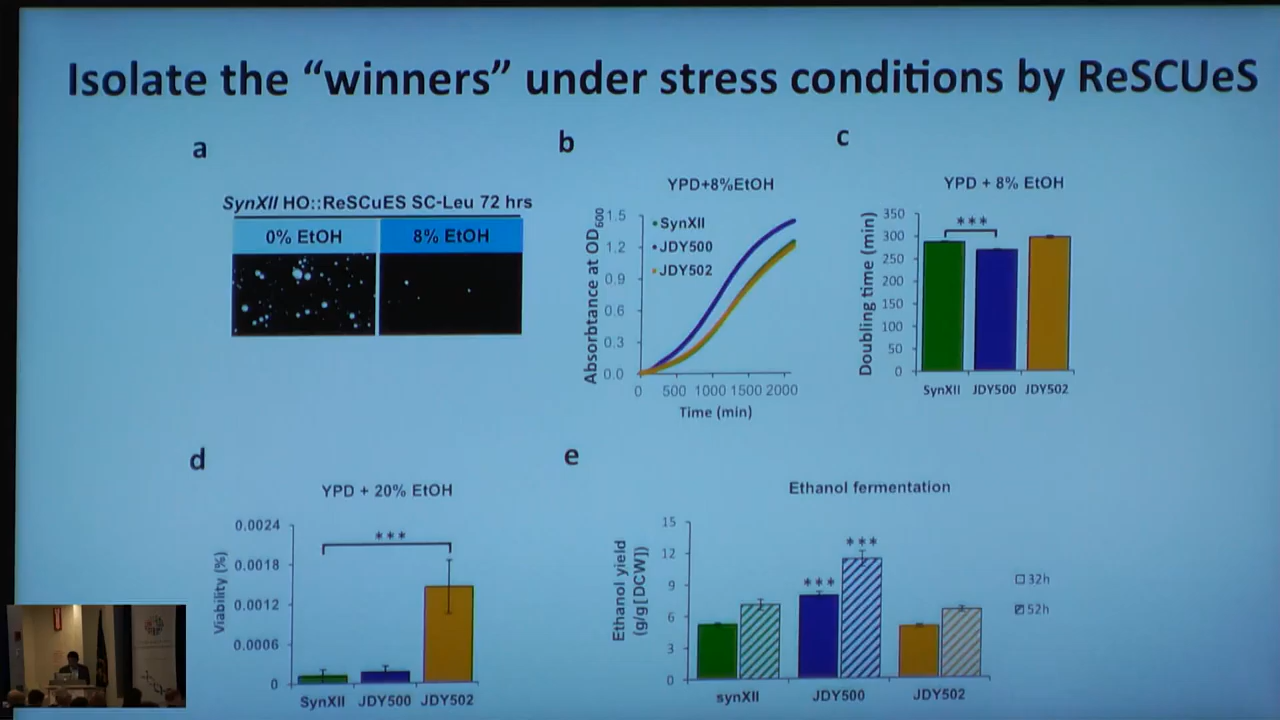 Isolate the “winners” under stress conditions by ReSCUeS
a
SynXII HO::ReSCuES SC-Leu 72 hrs
0% EtOH
8% EtOH
b
YPD+8%EtOH
Absorbtance at OD600
1.5
1.2
0.9
0.6
0.3
0.0
SynXII
JDY500
JDY502
0 500 1000 1500 2000
Time (min)
c
YPD + 8% EtOH
Doubling time (min)
350
300
250
200
150
100
50
0
***
SynXII JDY500 JDY502
d
YPD + 20% EtOH
Viability (%)
0.0024
0.0018
0.0012
0.0006
0
***
SynXII JDY500 JDY502
e
Ethanol fermentation
Ethanol yield
(g/g[DCW])
15
12
9
6
3
0
***
***
32h
52h
synXII JDY500 JDY502